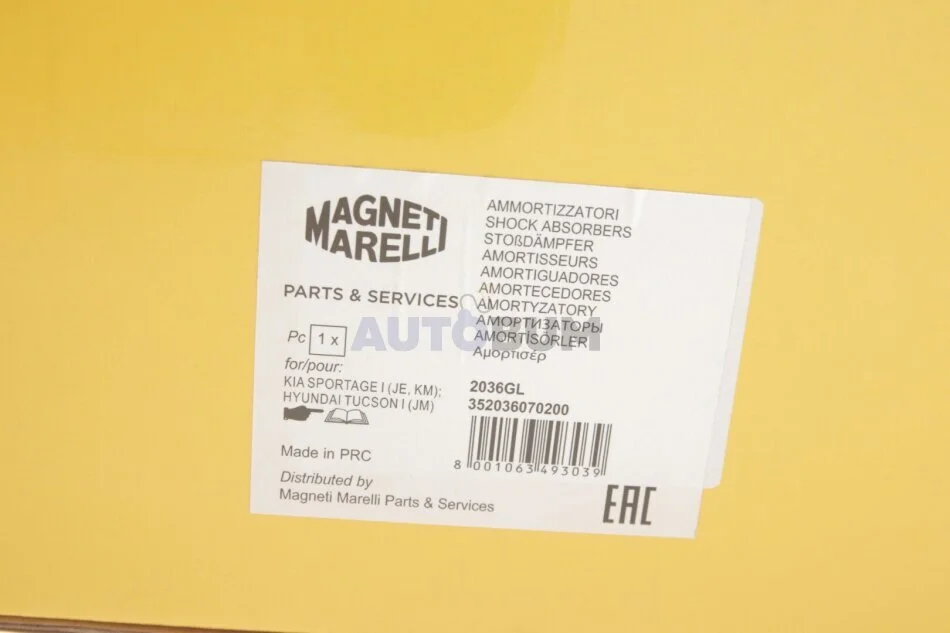 MAGNETI
MARELLI
PARTS & SERVICES
Pc 1 x
for/pour:
KIA SPORTAGE I (JE, KM);
HYUNDAI TUCSON I (JM)
Made in PRC
Distributed by
Magneti Marelli Parts & Services
AMMORTIZZATORI
SHOCK ABSORBERS
STOßDÄMPFER
AMORTISSEURS
AMORTIGUADORES
AMORTECEDORES
AMORTYZATORY
АМОРТИЗАТОРЫ
AMORTİSÖRLER
Αμορτισέρ
2036GL
352036070200
8 001063 493039
EAC
AUTOBUM